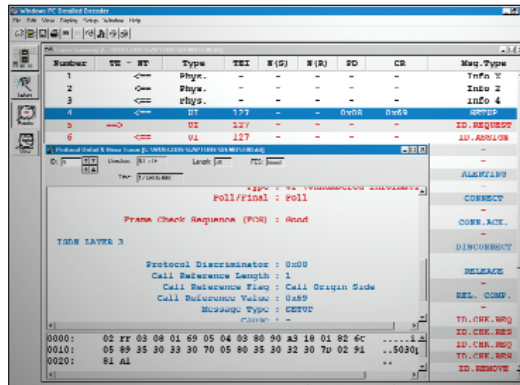 Windows PC Detailed Decoder
File Edit View Display Setup Window Help
Number TE - NT Type TEI N(S) N(R) PD CR Msg.Type
1 <== Phys. - - - - - Info X
2 <== Phys. - - - - - Info 2
3 <== Phys. - - - - - info 4
4 <== UI 127 - - 0x08 0x69 SETUP
5 ==> UI 127 - - - - ID.REQUEST
6 <== UI 127 - - - - ID.ASSIGN
Protocol Detail & Hexa Trace
ALERTING
Poll/Final : Poll
CONNECT
Frame Check Sequence (FCS) : Good
CONN.ACK.
ISDN LAYER 3
DISCONNECT
Protocol Discriminator : 0x08
Call Reference Length : 1
RELEASE
Call Reference Flag : Call Origin Side
Call Reference Value : 0x69
REL. COMP.
Message Type : SETUP
CAUSE : -
ID.CHK.REQ
0000: 02 FF 03 08 01 69 05 04 03 80 90 A3 18 01 82 6C
ID.CHK.RES
0010: 05 89 35 30 33 30 70 05 80 35 30 32 30 7D 02 91 ..5030p
ID.CHK.REQ
0020: 81 A1
ID.CHK.RES
ID.REMOVE